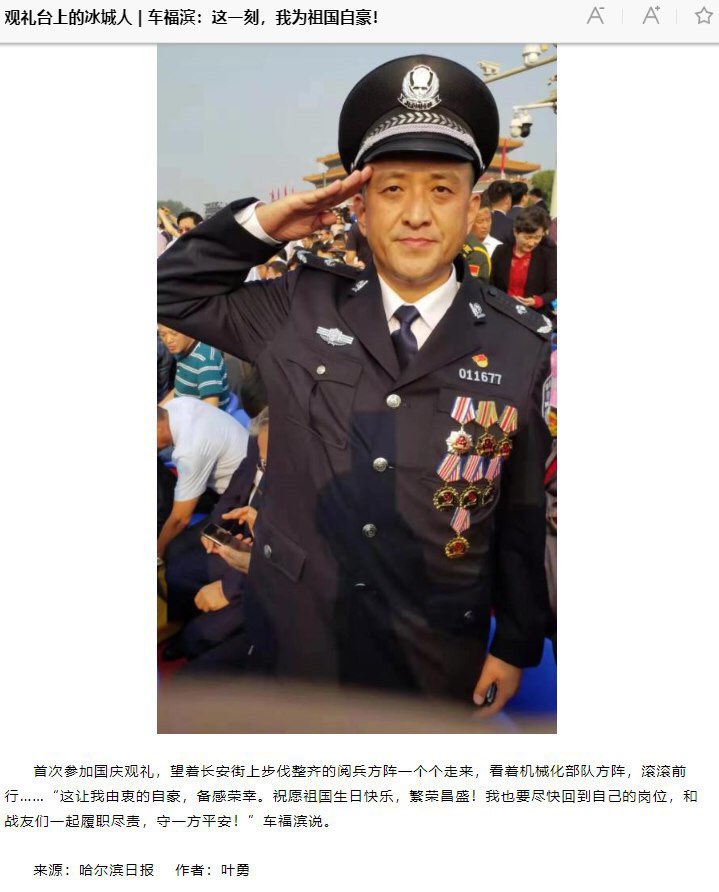 观礼台上的冰城人 | 车福滨：这一刻，我为祖国自豪！
A- A+
011677
首次参加国庆观礼，望着长安街上步伐整齐的阅兵方阵一个个走来，看着机械化部队方阵，滚滚前
行……“这让我由衷的自豪，备感荣幸。祝愿祖国生日快乐，繁荣昌盛！我也要尽快回到自己的岗位，和
战友们一起履职尽责，守一方平安！”车福滨说。
来源：哈尔滨日报 作者：叶勇